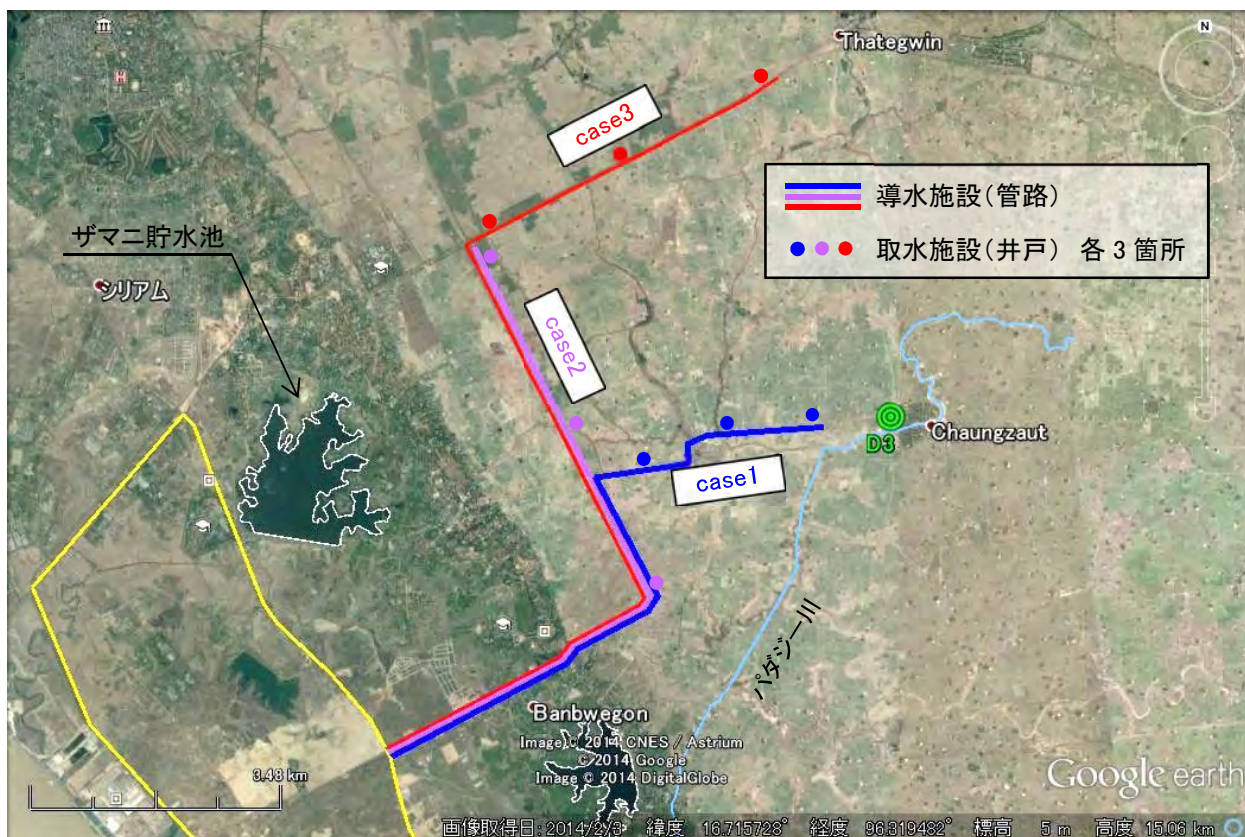 N
Thategwin
case3
導水施設(管路)
取水施設(井戸) 各3箇所
ザマニ貯水池
シリアム
case2
D3
Chaungzaut
case1
パダジー川
Banbwegon
Image © 2014 CNES / Astrium
© 2014 Google
Image © 2014 DigitalGlobe
3.48 km
Google earth
画像取得日: 2014/2/3 緯度 16.715728° 経度 96.319482° 標高 5 m 高度 15.06 km